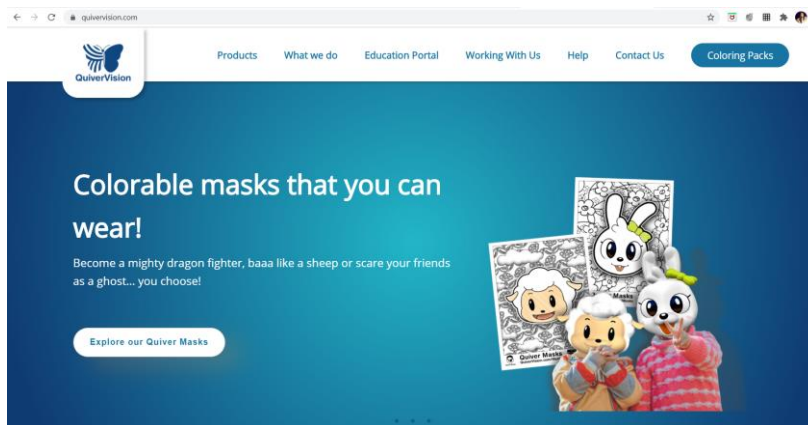 quivervision.com
QuiverVision
Products What we do Education Portal Working With Us Help Contact Us Coloring Packs
Colorable masks that you can
wear!
Become a mighty dragon fighter, baaa like a sheep or scare your friends
as a ghost... you choose!
Explore our Quiver Masks
Masks
Quiver Masks